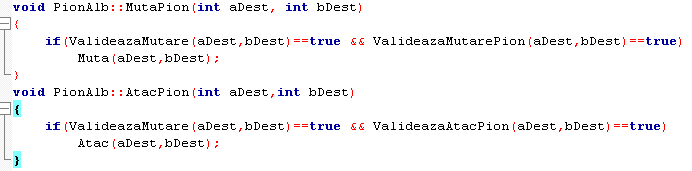 void PionAlb::MutaPion(int aDest, int bDest)
{
    if(ValideazaMutare(aDest,bDest)==true && ValideazaMutarePion(aDest,bDest)==true)
        Muta(aDest,bDest);
}
void PionAlb::AtacPion(int aDest,int bDest)
{
    if(ValideazaMutare(aDest,bDest)==true && ValideazaAtacPion(aDest,bDest)==true)
        Atac(aDest,bDest);
}